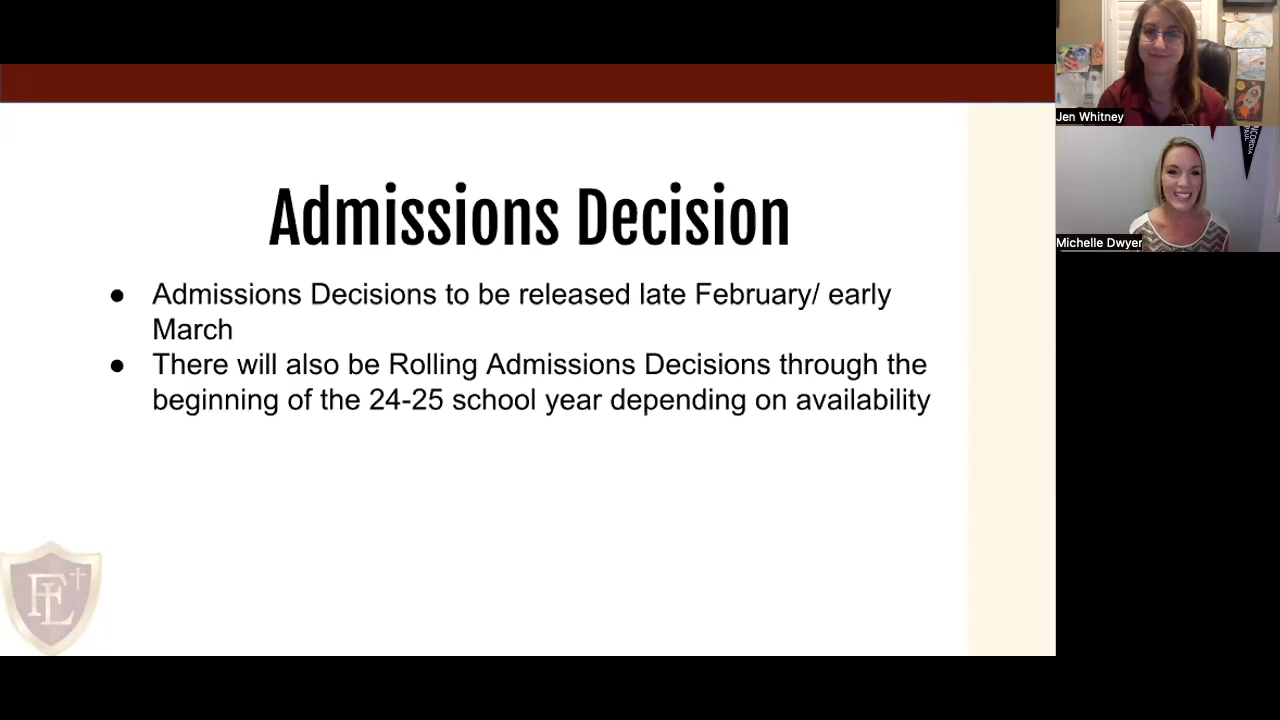 Admissions Decision
● Admissions Decisions to be released late February/ early
March
● There will also be Rolling Admissions Decisions through the
beginning of the 24-25 school year depending on availability
FL
Jen Whitney
Michelle Dwyer